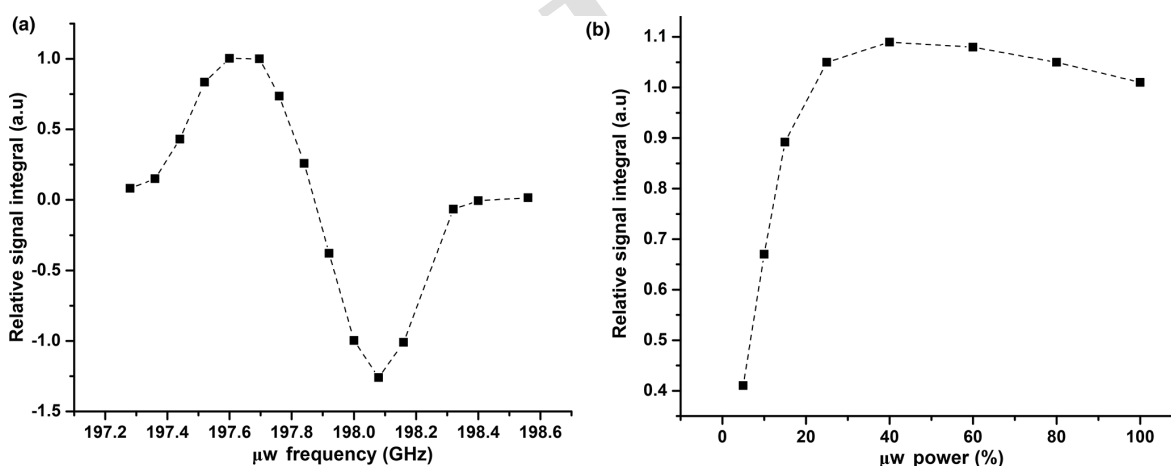 (a)
Relative signal integral (a.u)
1.0
0.5
0.0
-0.5
-1.0
-1.5
197.2 197.4 197.6 197.8 198.0 198.2 198.4 198.6
μw frequency (GHz)
(b)
Relative signal integral (a.u)
1.1
1.0
0.9
0.8
0.7
0.6
0.5
0.4
0 20 40 60 80 100
μw power (%)